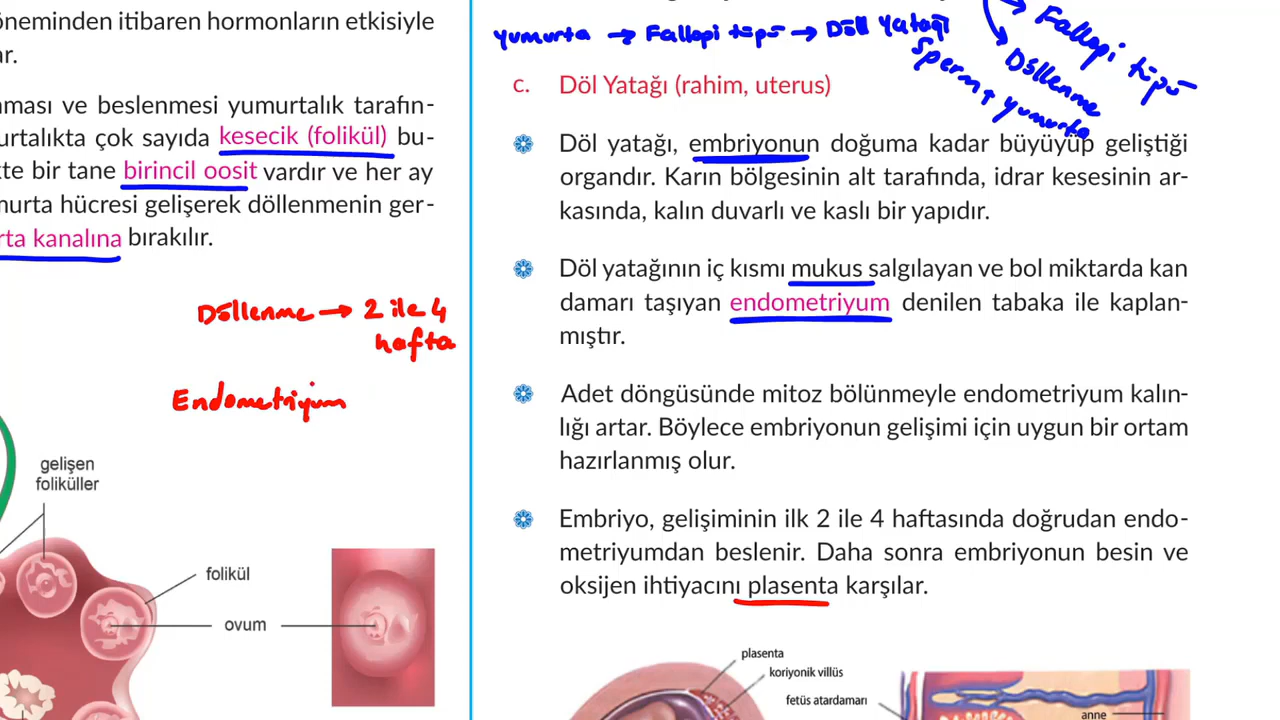 öneminden itibaren hormonların etkisiyle
ar.
ması ve beslenmesi yumurtalık tarafın-
urtalıkta çok sayıda kesecik (folikül) bu-
kte bir tane birincil oosit vardır ve her ay
murta hücresi gelişerek döllenmenin ger-
rta kanalına bırakılır.
Döllenme → 2 ile 4
hafta
Endometriyum
gelişen
foliküller
folikül
ovum
yumurta → Fallopi tüpü → Döl yatağı
Fallopi tüpü
Döllenme
Sperm + yumurta
c. Döl Yatağı (rahim, uterus)
Döl yatağı, embriyonun doğuma kadar büyüyüp geliştiği
organdır. Karın bölgesinin alt tarafında, idrar kesesinin ar-
kasında, kalın duvarlı ve kaslı bir yapıdır.
Döl yatağının iç kısmı mukus salgılayan ve bol miktarda kan
damarı taşıyan endometriyum denilen tabaka ile kaplan-
mıştır.
Adet döngüsünde mitoz bölünmeyle endometriyum kalın-
lığı artar. Böylece embriyonun gelişimi için uygun bir ortam
hazırlanmış olur.
Embriyo, gelişiminin ilk 2 ile 4 haftasında doğrudan endo-
metriyumdan beslenir. Daha sonra embriyonun besin ve
oksijen ihtiyacını plasenta karşılar.
plasenta
koriyonik villüs
fetüs atardamarı
anne